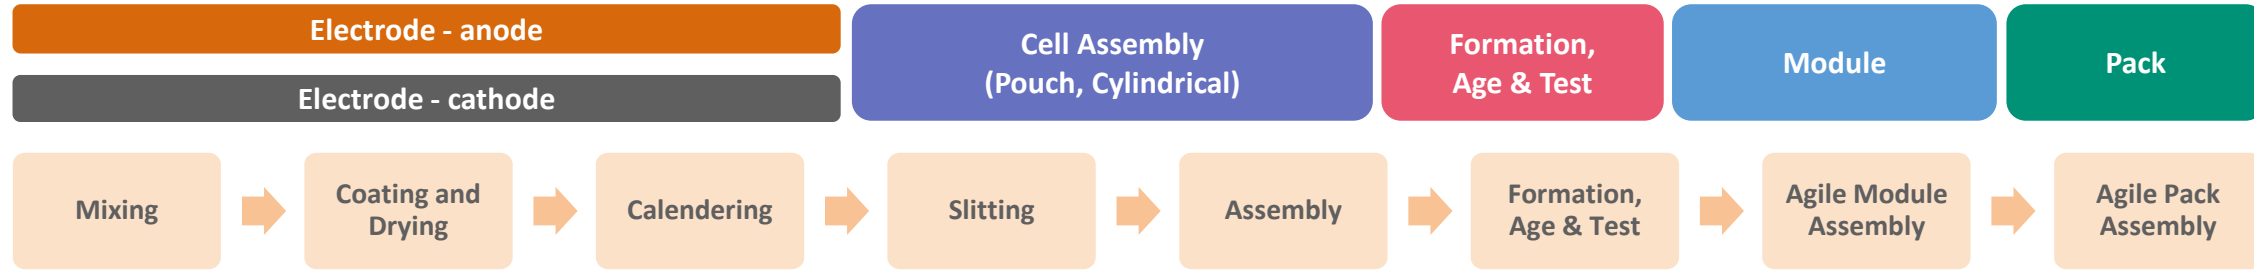 Electrode - anode
Electrode - cathode
Cell Assembly
(Pouch, Cylindrical)
Formation,
Age & Test
Module
Pack
Mixing
Coating and
Drying
Calendering
Slitting
Assembly
Formation,
Age & Test
Agile Module
Assembly
Agile Pack
Assembly